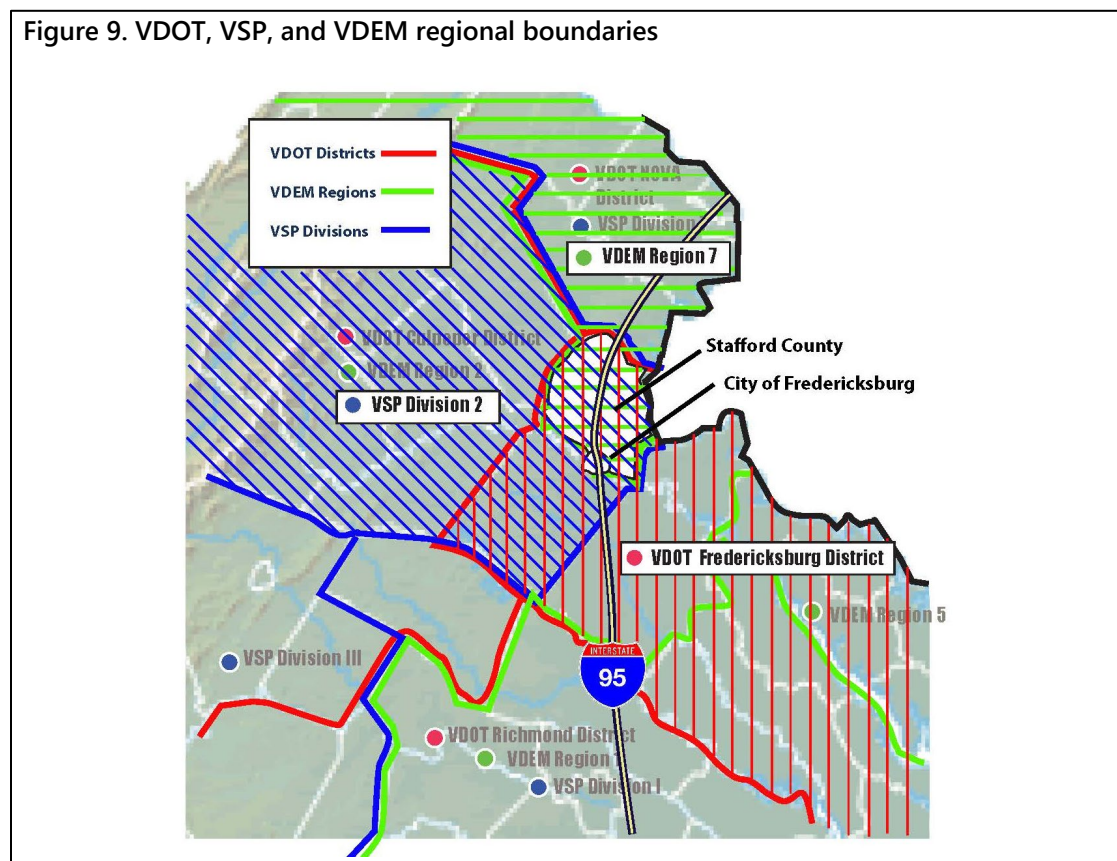 Figure 9. VDOT, VSP, and VDEM regional boundaries
VDOT Districts
VDEM Regions
VSP Divisions
VDOT NOVA
District
VSP Division
VDEM Region 7
Stafford County
City of Fredericksburg
VDOT Culpeper District
VDEM Region 2
VSP Division 2
VDOT Fredericksburg District
VDEM Region 5
INTERSTATE
95
VSP Division III
VDOT Richmond District
VDEM Region
VSP Division I